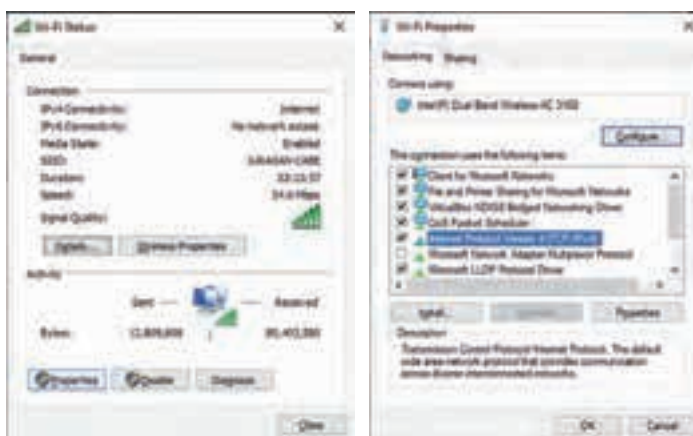 Wi-Fi Status
General
Connection
IPv4 Connectivity: Internet
IPv6 Connectivity: No network access
Media State: Enabled
SSID:
Duration:
Speed: Mbps
Signal Quality:
Details... Wireless Properties
Activity
Sent — — Received
Bytes:
Properties Disable Diagnose
Close
Wi-Fi Properties
Networking Sharing
Connect using:
Intel(R) Dual Band Wireless-AC
Configure...
This connection uses the following items:
Client for Microsoft Networks
File and Printer Sharing for Microsoft Networks
VirtualBox NDIS6 Bridged Networking Driver
QoS Packet Scheduler
Internet Protocol Version 4 (TCP/IPv4)
Microsoft Network Adapter Multiplexor Protocol
Microsoft LLDP Protocol Driver
Install... Uninstall Properties
Description
Transmission Control Protocol/Internet Protocol. The default
wide area network protocol that provides communication
across diverse interconnected networks.
OK Cancel